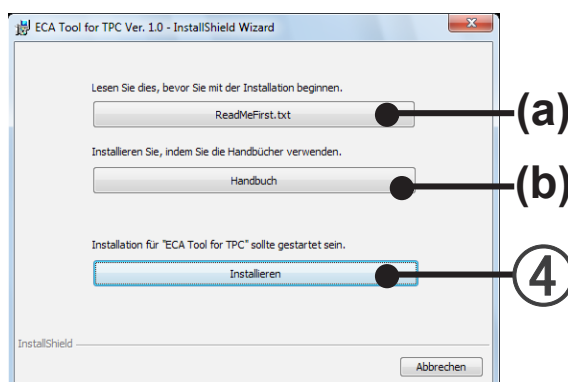 ECA Tool for TPC Ver. 1.0 - InstallShield Wizard
Lesen Sie dies, bevor Sie mit der Installation beginnen.
ReadMeFirst.txt
(a)
Installieren Sie, indem Sie die Handbücher verwenden.
Handbuch
(b)
Installation für "ECA Tool for TPC" sollte gestartet sein.
Installieren
④
InstallShield
Abbrechen